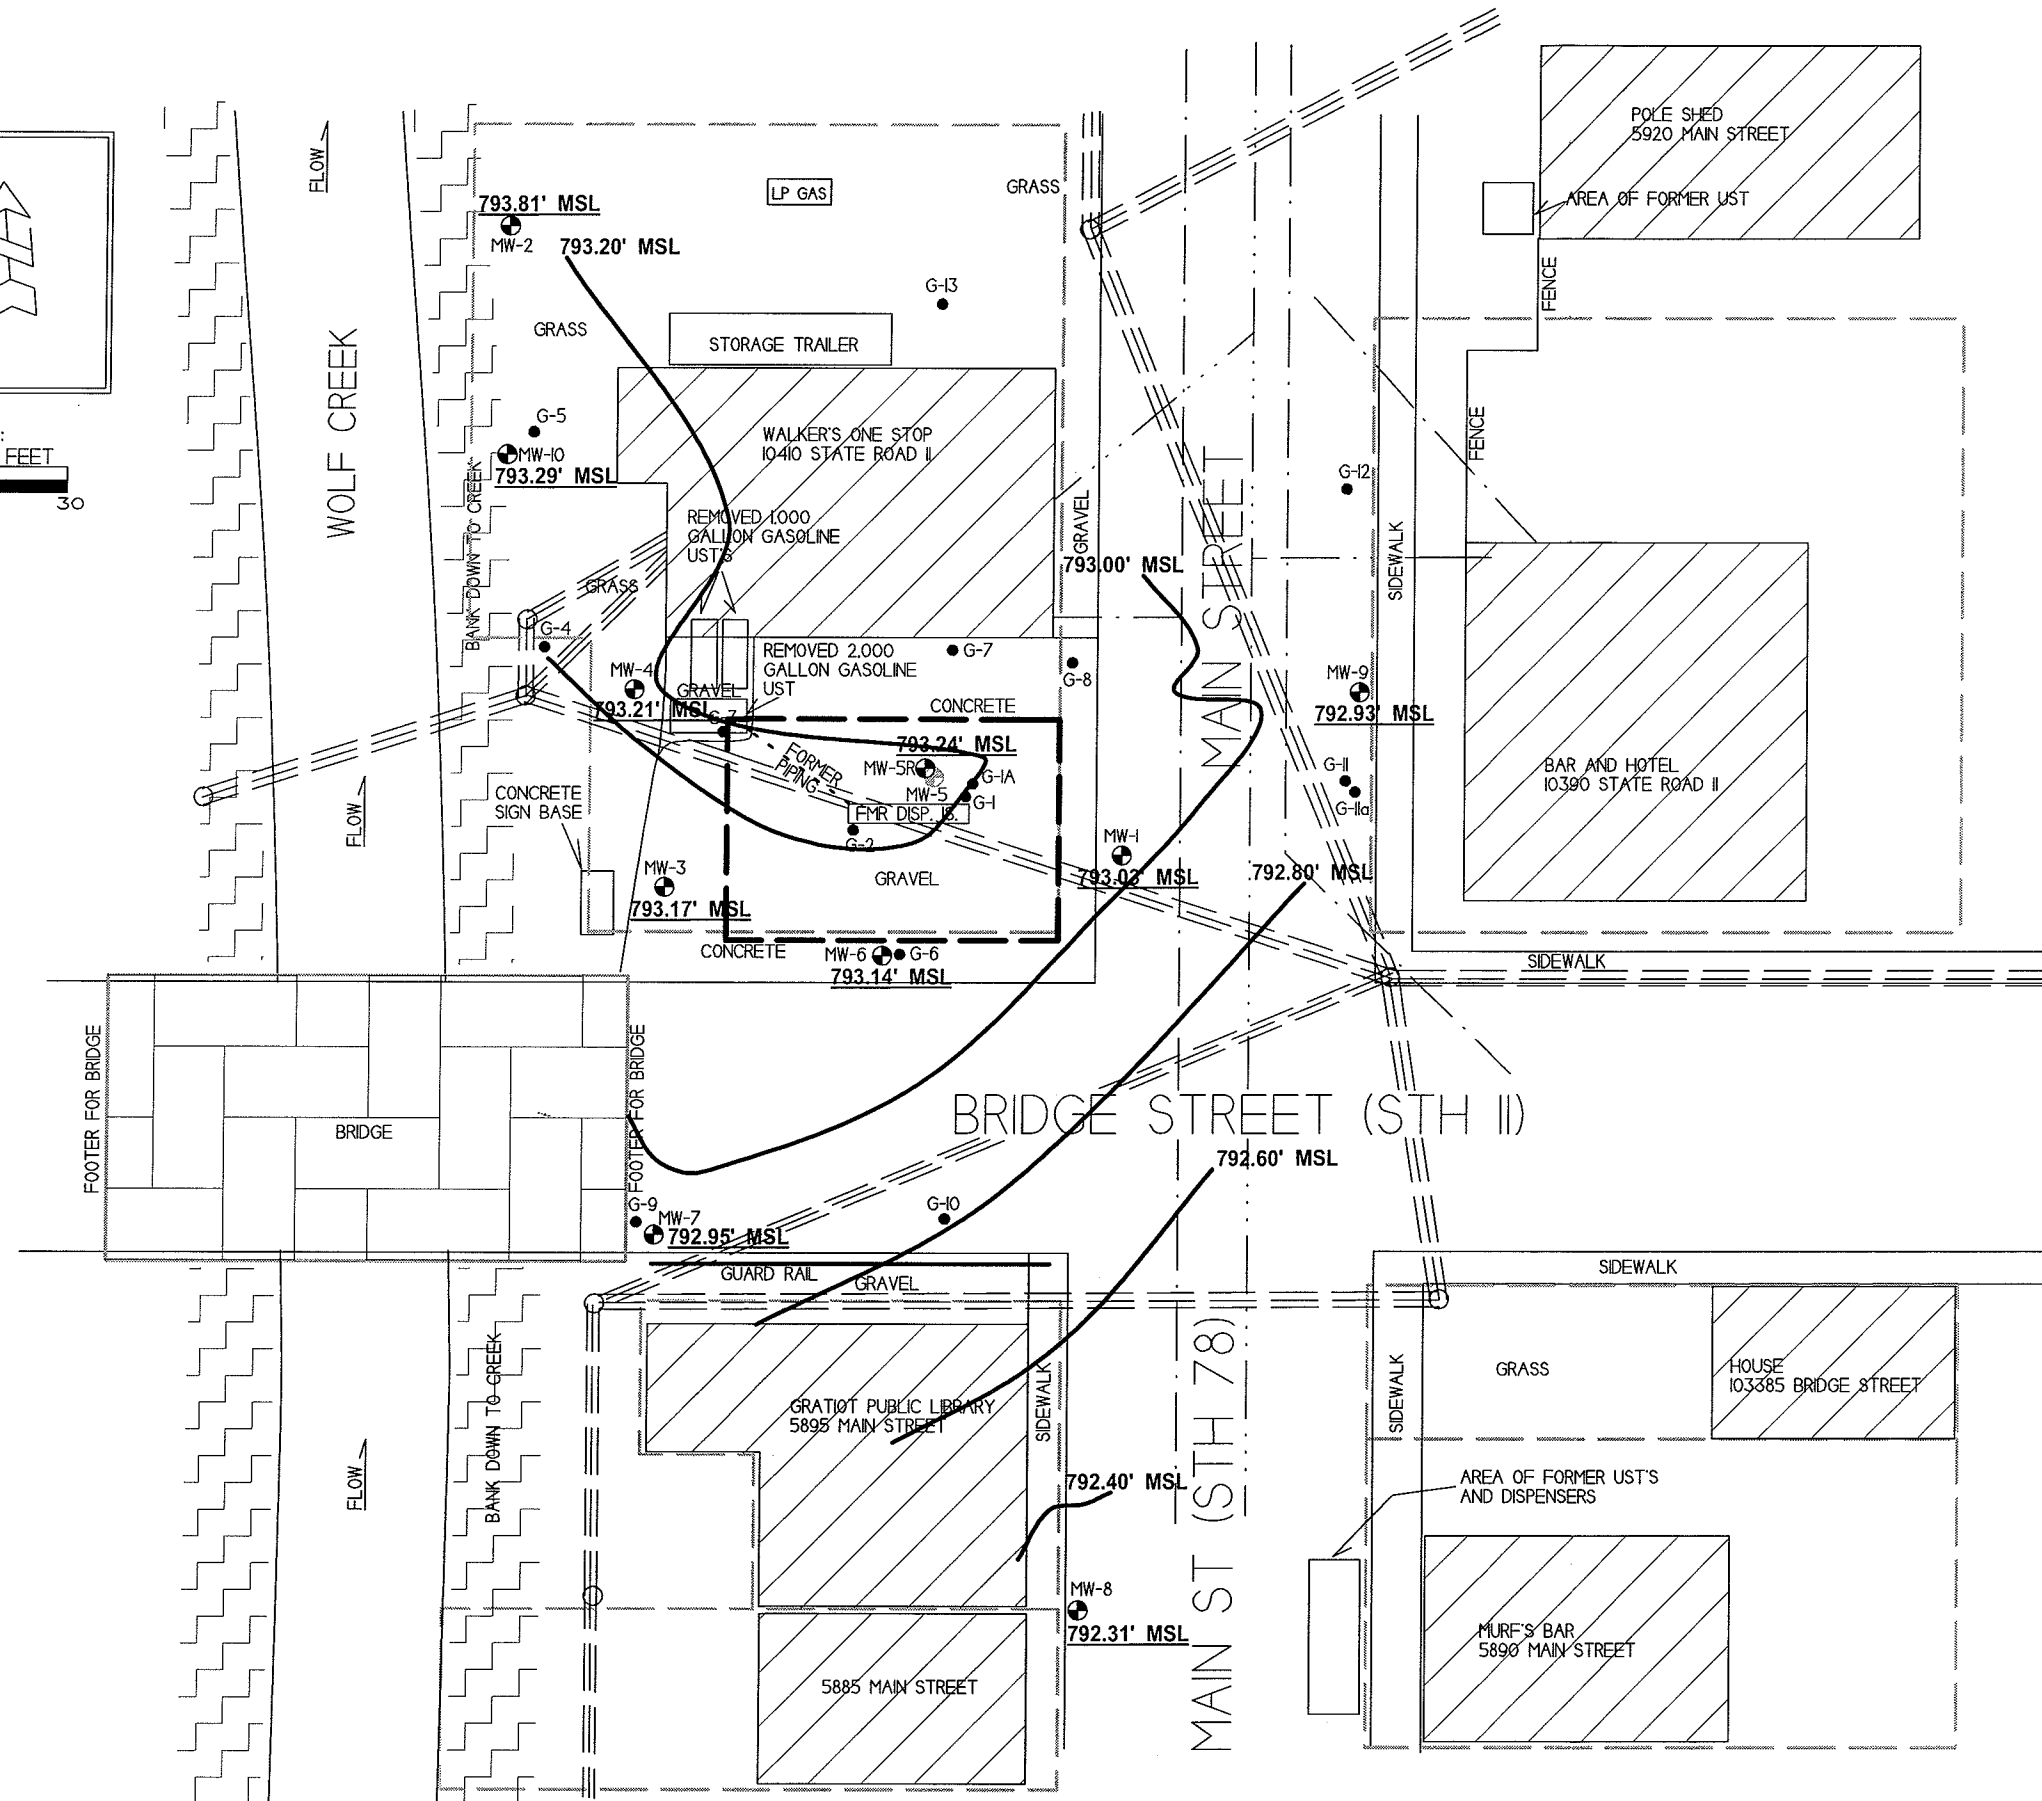 POLE SHED
5920 MAIN STREET
AREA OF FORMER UST
FLOW
LP GAS
GRASS
793.81' MSL
MW-2
793.20' MSL
FENCE
G-13
GRASS
STORAGE TRAILER
WOLF CREEK
:
FEET
30
G-5
MW-10
793.29' MSL
WALKER'S ONE STOP
10410 STATE ROAD 11
FENCE
G-12
BANK DOWN TO CREEK
REMOVED 1,000
GALLON GASOLINE
UST'S
GRAVEL
MAIN STREET
SIDEWALK
793.00' MSL
GRASS
G-4
REMOVED 2,000
GALLON GASOLINE
UST
G-7
G-8
MW-4
793.21' MSL
GRAVEL
G-7
CONCRETE
MW-9
792.93' MSL
793.24' MSL
MW-5R
MW-5
G-1A
G-1
FORMER
PIPING
FMR DISP. IS.
G-2
G-11
G-11a
BAR AND HOTEL
10390 STATE ROAD 11
CONCRETE
SIGN BASE
FLOW
MW-1
793.03' MSL
792.80' MSL
MW-3
793.17' MSL
GRAVEL
CONCRETE
MW-6
G-6
793.14' MSL
SIDEWALK
FOOTER FOR BRIDGE
BRIDGE
FOOTER FOR BRIDGE
BRIDGE STREET (STH 11)
792.60' MSL
G-9
MW-7
792.95' MSL
G-10
GUARD RAIL
GRAVEL
SIDEWALK
BANK DOWN TO CREEK
GRATIOT PUBLIC LIBRARY
5895 MAIN STREET
SIDEWALK
MAIN ST (STH 78)
SIDEWALK
GRASS
HOUSE
103385 BRIDGE STREET
FLOW
792.40' MSL
AREA OF FORMER UST'S
AND DISPENSERS
MW-8
792.31' MSL
MURF'S BAR
5890 MAIN STREET
5885 MAIN STREET